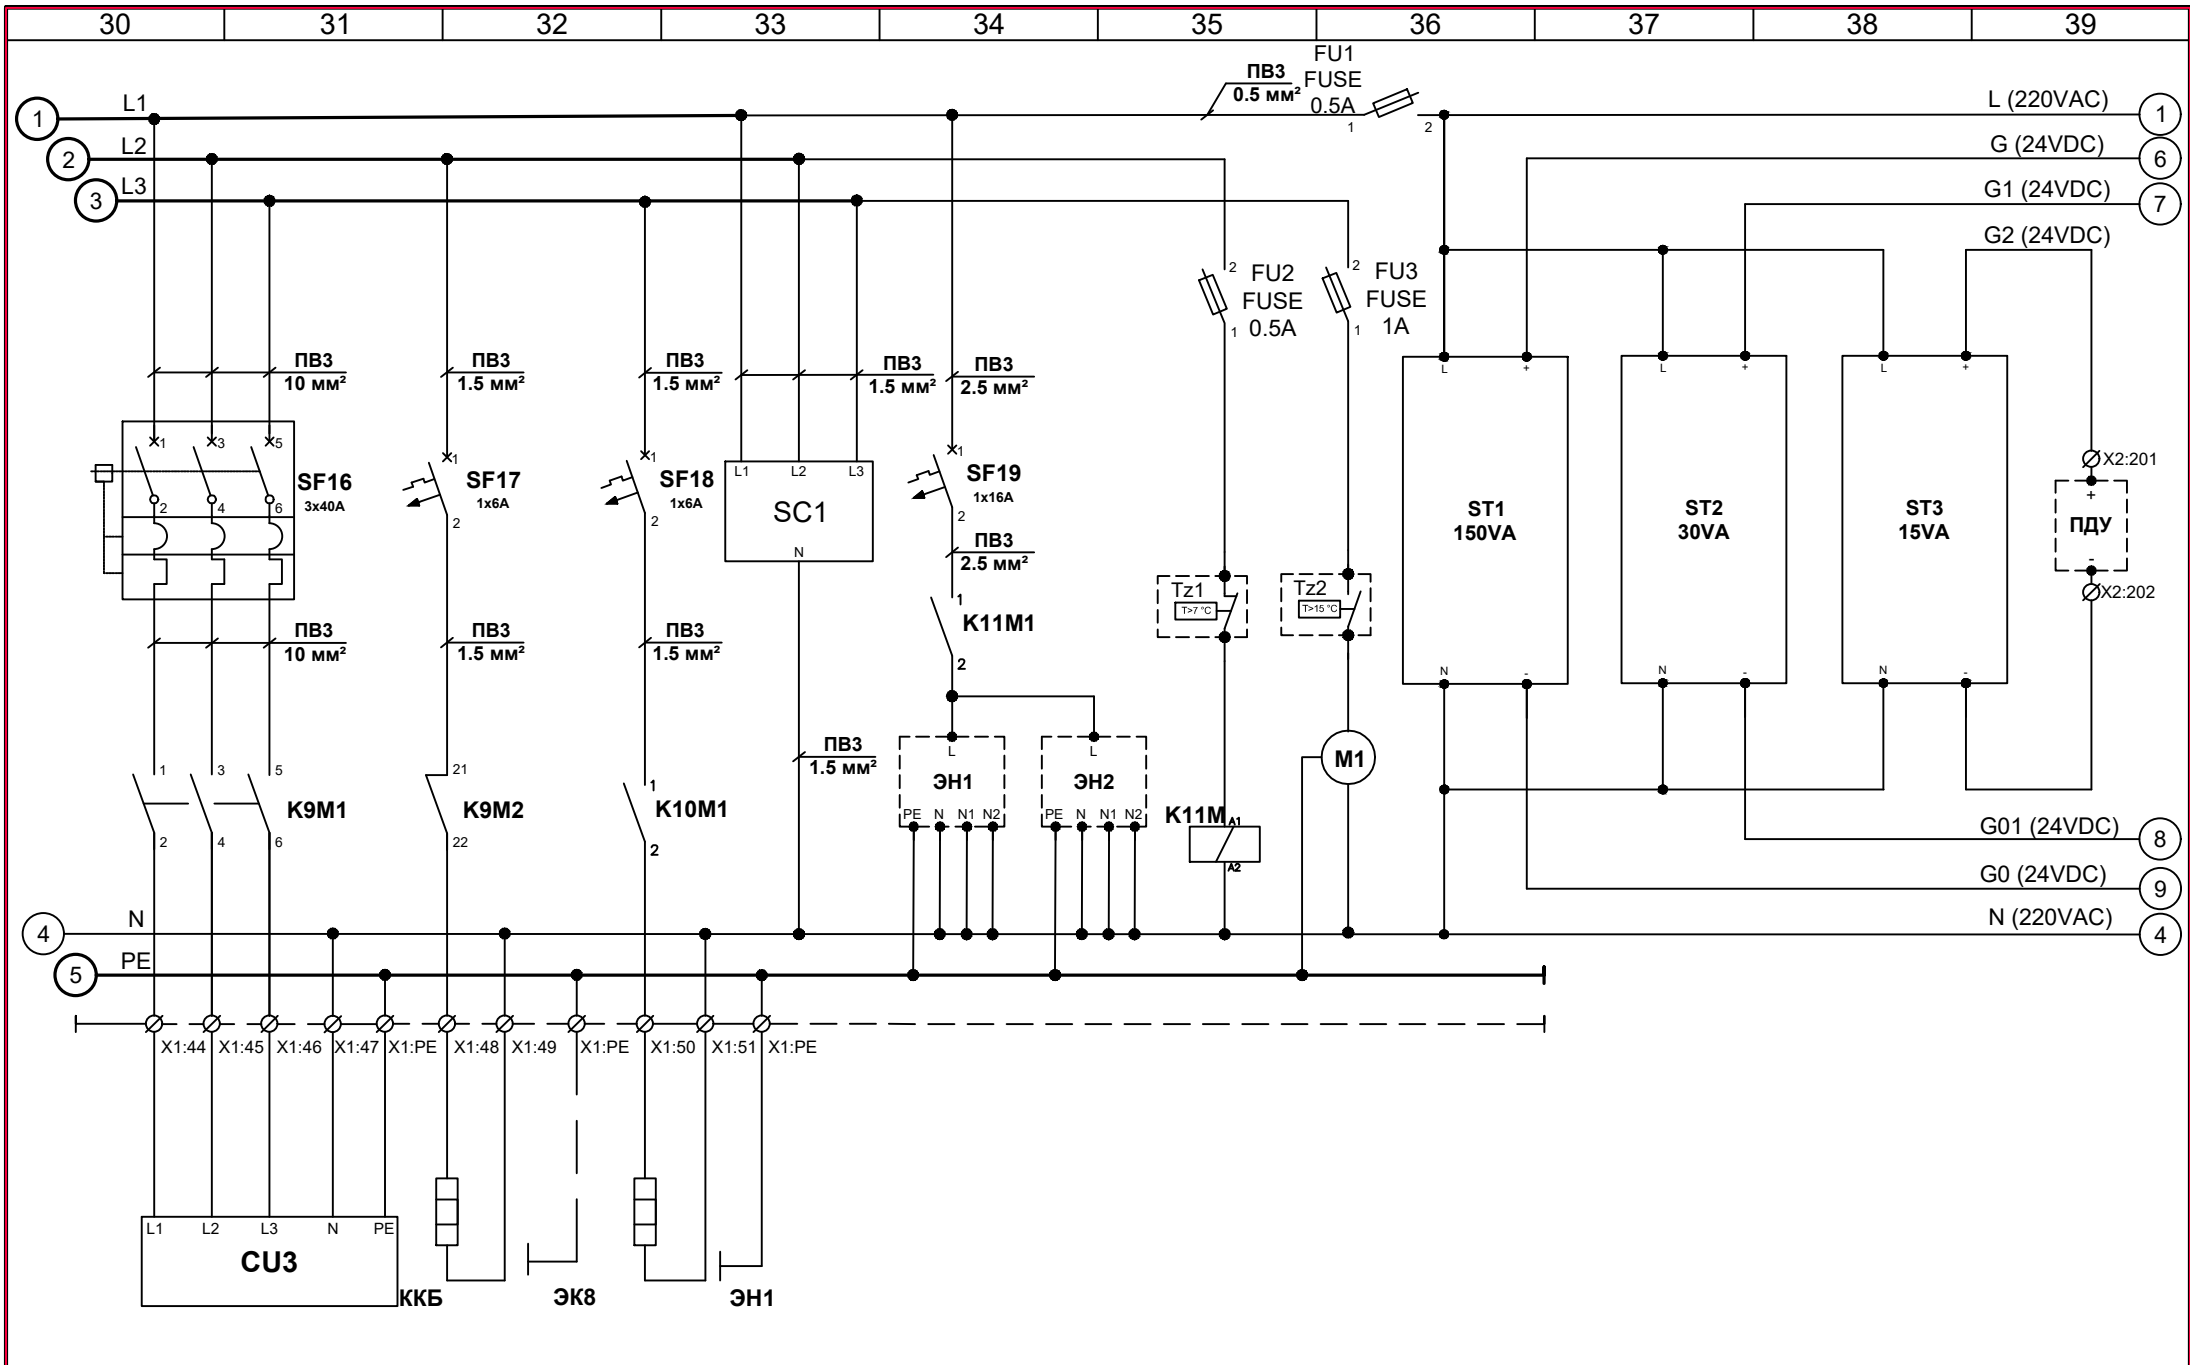 30 31 32 33 34 35 36 37 38 39
FU1
FUSE
0.5A
ПВ3
0.5 мм²
1 2
1 L1
L (220VAC) 1
2 L2
G (24VDC) 6
3 L3
G1 (24VDC) 7
G2 (24VDC)
2
FU2
FUSE
0.5A
1
2
FU3
FUSE
1A
1
ПВ3
10 мм²
ПВ3
1.5 мм²
ПВ3
1.5 мм²
ПВ3
1.5 мм²
ПВ3
2.5 мм²
L + L + L +
1 3 5
SF16
3x40A
2 4 6
1
SF17
1x6A
2
1
SF18
1x6A
2
L1 L2 L3
SC1
N
1
SF19
1x16A
2
ST1
150VA
ST2
30VA
ST3
15VA
X2:201
+
ПДУ
-
X2:202
ПВ3
2.5 мм²
Tz1
T>7 °C
Tz2
T>15 °C
1
K11M1
2
ПВ3
10 мм²
ПВ3
1.5 мм²
ПВ3
1.5 мм²
N - N - N -
ПВ3
1.5 мм²
L
ЭН1
PE N N1 N2
L
ЭН2
PE N N1 N2
M1
1 3 5
K9M1
2 4 6
21
K9M2
22
1
K10M1
2
K11M
A1
A2
G01 (24VDC) 8
G0 (24VDC) 9
4 N
N (220VAC) 4
5 PE
X1:44 X1:45 X1:46 X1:47 X1:PE X1:48 X1:49 X1:PE X1:50 X1:51 X1:PE
L1 L2 L3 N PE
CU3
ККБ
ЭК8
ЭН1